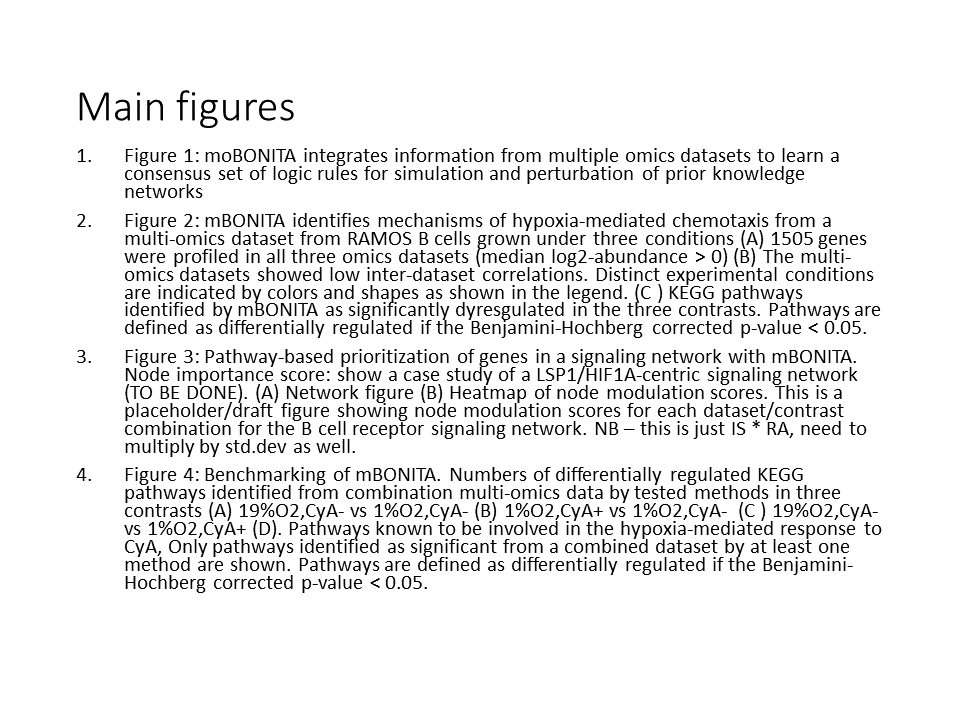 Main figures
1. Figure 1: moBONITA integrates information from multiple omics datasets to learn a
consensus set of logic rules for simulation and perturbation of prior knowledge
networks
2. Figure 2: mBONITA identifies mechanisms of hypoxia-mediated chemotaxis from a
multi-omics dataset from RAMOS B cells grown under three conditions (A) 1505 genes
were profiled in all three omics datasets (median log2-abundance > 0) (B) The multi-
omics datasets showed low inter-dataset correlations. Distinct experimental conditions
are indicated by colors and shapes as shown in the legend. (C ) KEGG pathways
identified by mBONITA as significantly dyresgulated in the three contrasts. Pathways are
defined as differentially regulated if the Benjamini-Hochberg corrected p-value < 0.05.
3. Figure 3: Pathway-based prioritization of genes in a signaling network with mBONITA.
Node importance score: show a case study of a LSP1/HIF1A-centric signaling network
(TO BE DONE). (A) Network figure (B) Heatmap of node modulation scores. This is a
placeholder/draft figure showing node modulation scores for each dataset/contrast
combination for the B cell receptor signaling network. NB – this is just IS * RA, need to
multiply by std.dev as well.
4. Figure 4: Benchmarking of mBONITA. Numbers of differentially regulated KEGG
pathways identified from combination multi-omics data by tested methods in three
contrasts (A) 19%O2,CyA- vs 1%O2,CyA- (B) 1%O2,CyA+ vs 1%O2,CyA- (C ) 19%O2,CyA-
vs 1%O2,CyA+ (D). Pathways known to be involved in the hypoxia-mediated response to
CyA, Only pathways identified as significant from a combined dataset by at least one
method are shown. Pathways are defined as differentially regulated if the Benjamini-
Hochberg corrected p-value < 0.05.